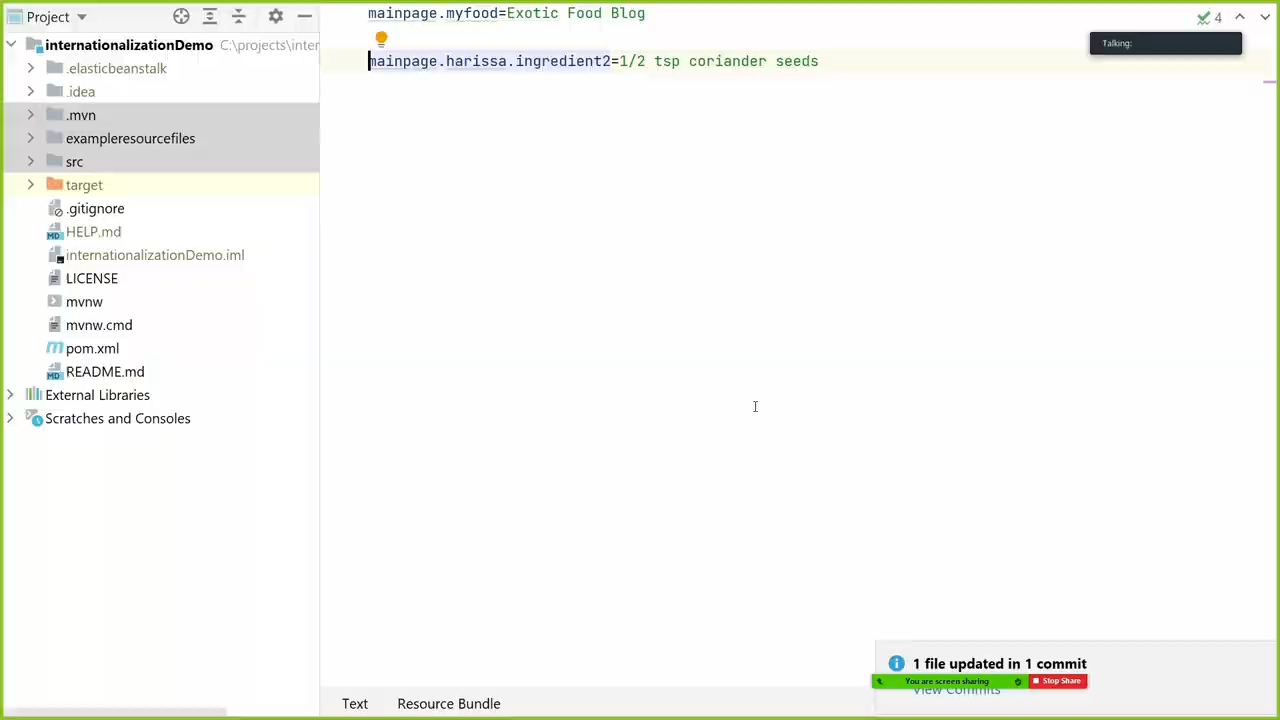 Project
internationalizationDemo C:\projects\inter
.elasticbeanstalk
.idea
.mvn
exampleresourcefiles
src
target
.gitignore
HELP.md
internationalizationDemo.iml
LICENSE
mvnw
mvnw.cmd
pom.xml
README.md
External Libraries
Scratches and Consoles
mainpage.myfood=Exotic Food Blog
mainpage.harissa.ingredient2=1/2 tsp coriander seeds
4
Talking:
Text Resource Bundle
1 file updated in 1 commit
You are screen sharing Stop Share
View Commits